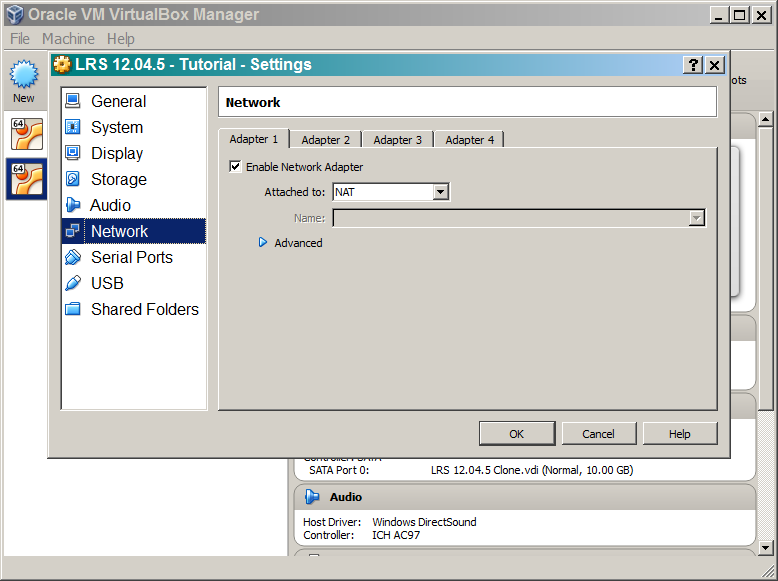 Oracle VM VirtualBox Manager
File Machine Help
LRS 12.04.5 - Tutorial - Settings
New
64
64
General
System
Display
Storage
Audio
Network
Serial Ports
USB
Shared Folders
Network
Adapter 1 Adapter 2 Adapter 3 Adapter 4
Enable Network Adapter
Attached to: NAT
Name:
Advanced
OK Cancel Help
SATA Port 0: LRS 12.04.5 Clone.vdi (Normal, 10.00 GB)
Audio
Host Driver: Windows DirectSound
Controller: ICH AC97